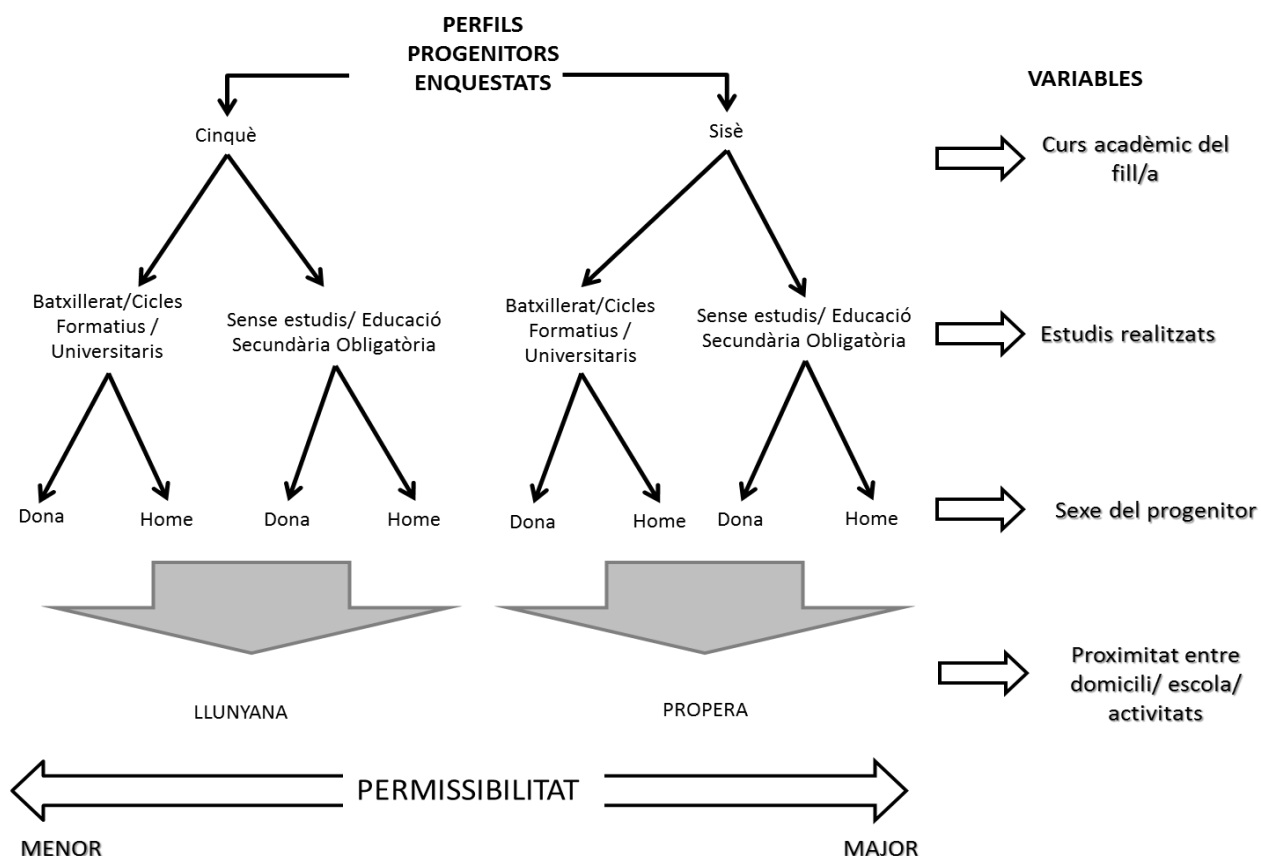 PERFILS
PROGENITORS
ENQUESTATS
VARIABLES
Cinquè
Sisè
Curs acadèmic del
fill/a
Batxillerat/Cicles
Formatius /
Universitaris
Sense estudis/ Educació
Secundària Obligatòria
Batxillerat/Cicles
Formatius /
Universitaris
Sense estudis/ Educació
Secundària Obligatòria
Estudis realitzats
Dona
Home
Dona
Home
Dona
Home
Dona
Home
Sexe del progenitor
LLUNYANA
PROPERA
Proximitat entre
domicili/ escola/
activitats
PERMISSIBILITAT
MENOR
MAJOR